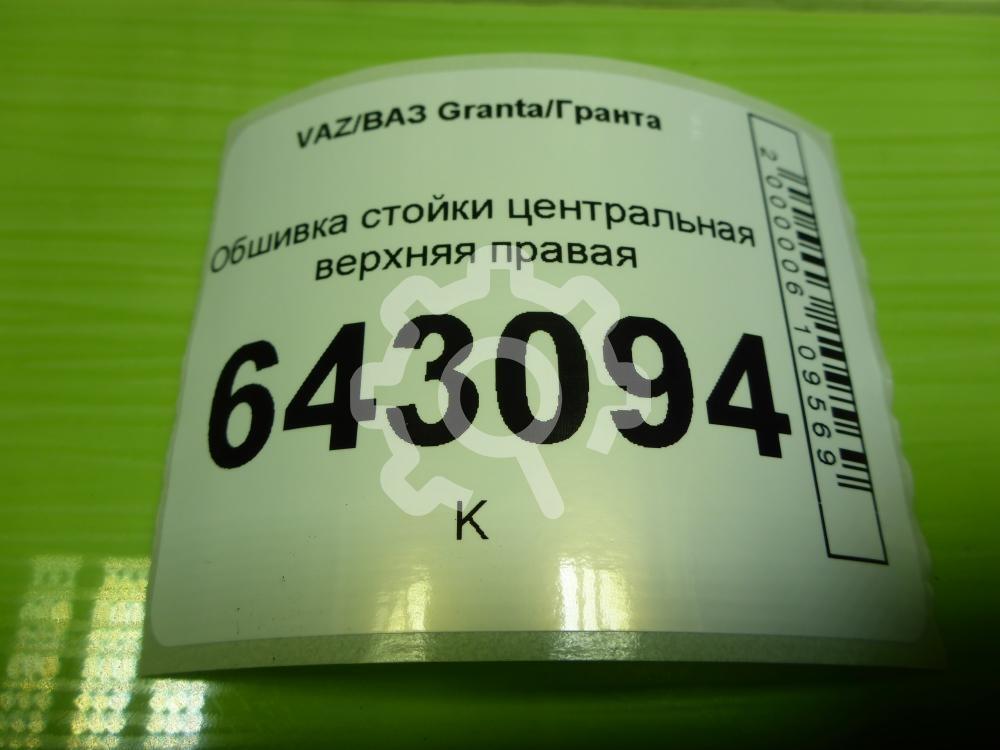 VAZ/ВАЗ Granta/Гранта
Обшивка стойки центральная
верхняя правая
643094
К
2000006109569